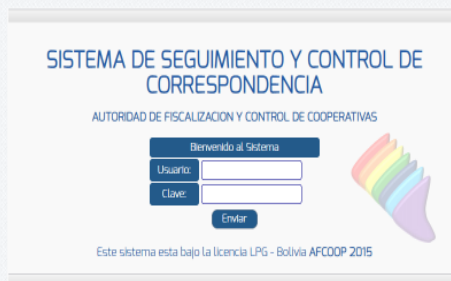 SISTEMA DE SEGUIMIENTO Y CONTROL DE
CORRESPONDENCIA
AUTORIDAD DE FISCALIZACION Y CONTROL DE COOPERATIVAS
Bienvenido al Sistema
Usuario:
Clave:
Enviar
Este sistema esta bajo la licencia LPG - Bolivia AFCOOP 2015